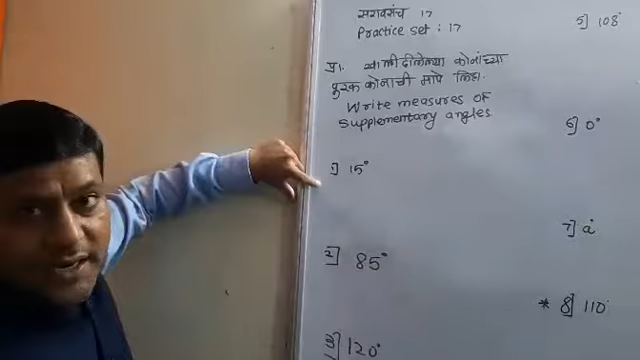 सरावसंच 17
Practice set : 17
प्र1. खाली दिलेल्या कोनांच्या
पूरक कोनाची मापे लिहा.
Write measures of
supplementary angles
1] 15°
2] 85°
3] 120°
5] 108°
6] 0°
7] a°
* 8] 110°